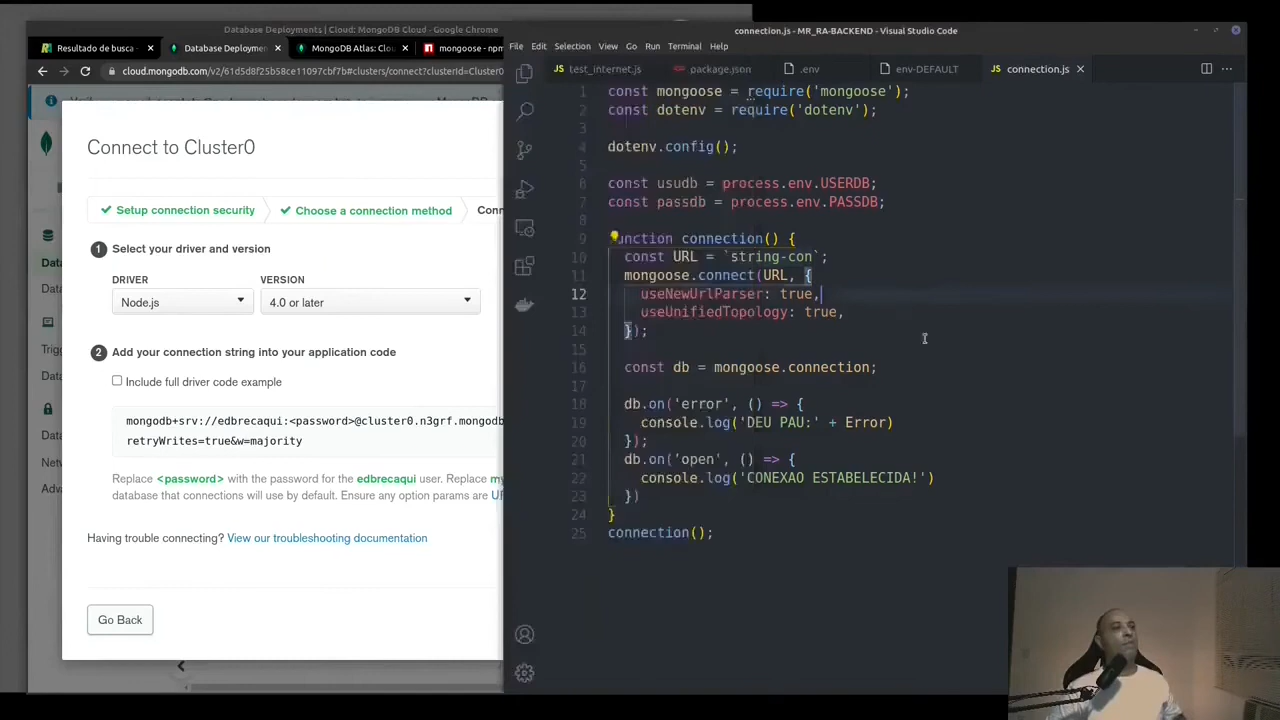 Database Deployments | Cloud: MongoDB Cloud - Google Chrome
Resultado de busca
Database Deploymen
MongoDB Atlas: Clou
mongoose - npm
cloud.mongodb.com/v2/61d5d8f25b58ce11097cbf7b#clusters/connect?clusterId=Cluster0
Connect to Cluster0
Setup connection security
Choose a connection method
Conn
1 Select your driver and version
DRIVER
VERSION
Node.js
4.0 or later
2 Add your connection string into your application code
Include full driver code example
mongodb+srv://edbrecaqui:<password>@cluster0.n3grf.mongodb
retryWrites=true&w=majority
Replace <password> with the password for the edbrecaqui user. Replace my
database that connections will use by default. Ensure any option params are UR
Having trouble connecting? View our troubleshooting documentation
Go Back
connection.js - MR_RA-BACKEND - Visual Studio Code
File Edit Selection View Go Run Terminal Help
test_internet.js
package.json
.env
env-DEFAULT
connection.js
1 const mongoose = require('mongoose');
2 const dotenv = require('dotenv');
3
4 dotenv.config();
5
6 const usudb = process.env.USERDB;
7 const passdb = process.env.PASSDB;
8
9 function connection() {
10 const URL = `string-con`;
11 mongoose.connect(URL, {
12 useNewUrlParser: true,
13 useUnifiedTopology: true,
14 });
15
16 const db = mongoose.connection;
17
18 db.on('error', () => {
19 console.log('DEU PAU:' + Error)
20 });
21 db.on('open', () => {
22 console.log('CONEXAO ESTABELECIDA!')
23 })
24 }
25 connection();